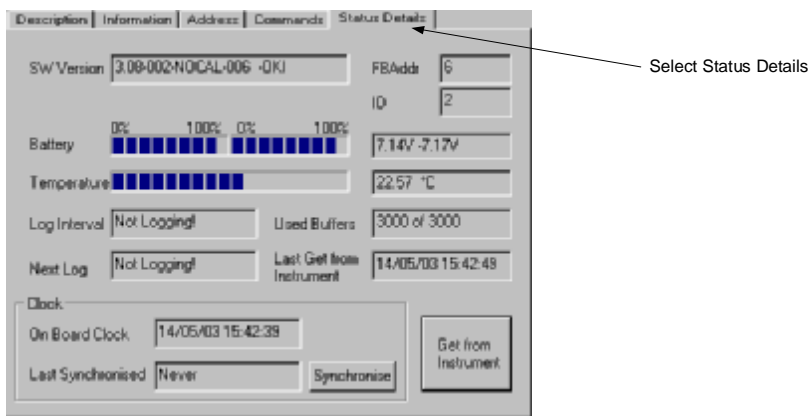 Description Information Address Commands Status Details
Select Status Details
SW Version 3.08-002-NOCAL-006 -OKI FBAddr 6
ID 2
0% 100% 0% 100%
Battery 7.14V -7.17V
Temperature 22.57 °C
Log Interval Not Logging! Used Buffers 3000 of 3000
Next Log Not Logging! Last Get from Instrument 14/05/03 15:42:49
Clock
On Board Clock 14/05/03 15:42:39
Last Synchronised Never Synchronise
Get from
Instrument